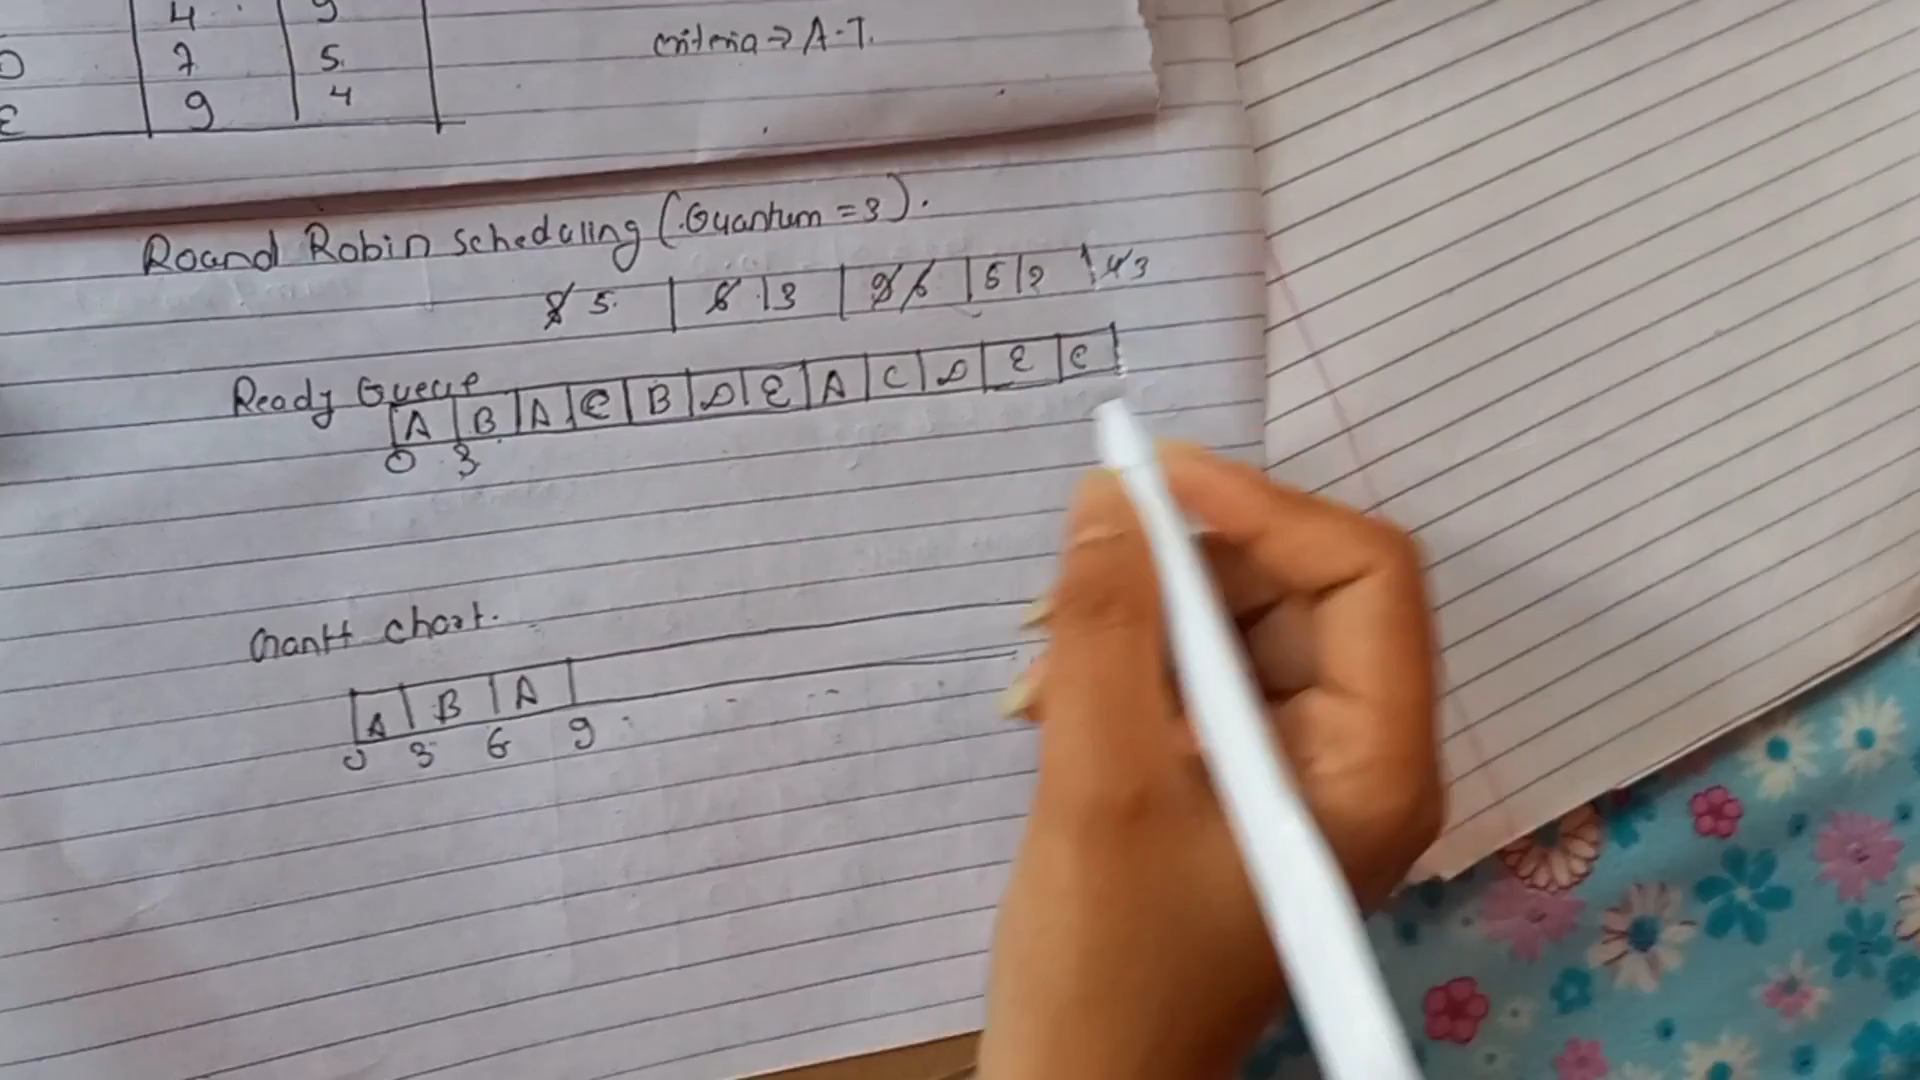 4 9
D 7 5
E 9 4
criteria → A.T.
Round Robin Scheduling (Quantum = 3).
8 5 | 6 | 3 | 9 6 | 5 | 2 | 4 3
Ready Queue
A | B | A | C | B | D | E | A | C | D | E | C
0 3
Gantt chart.
A | B | A
0 3 6 9